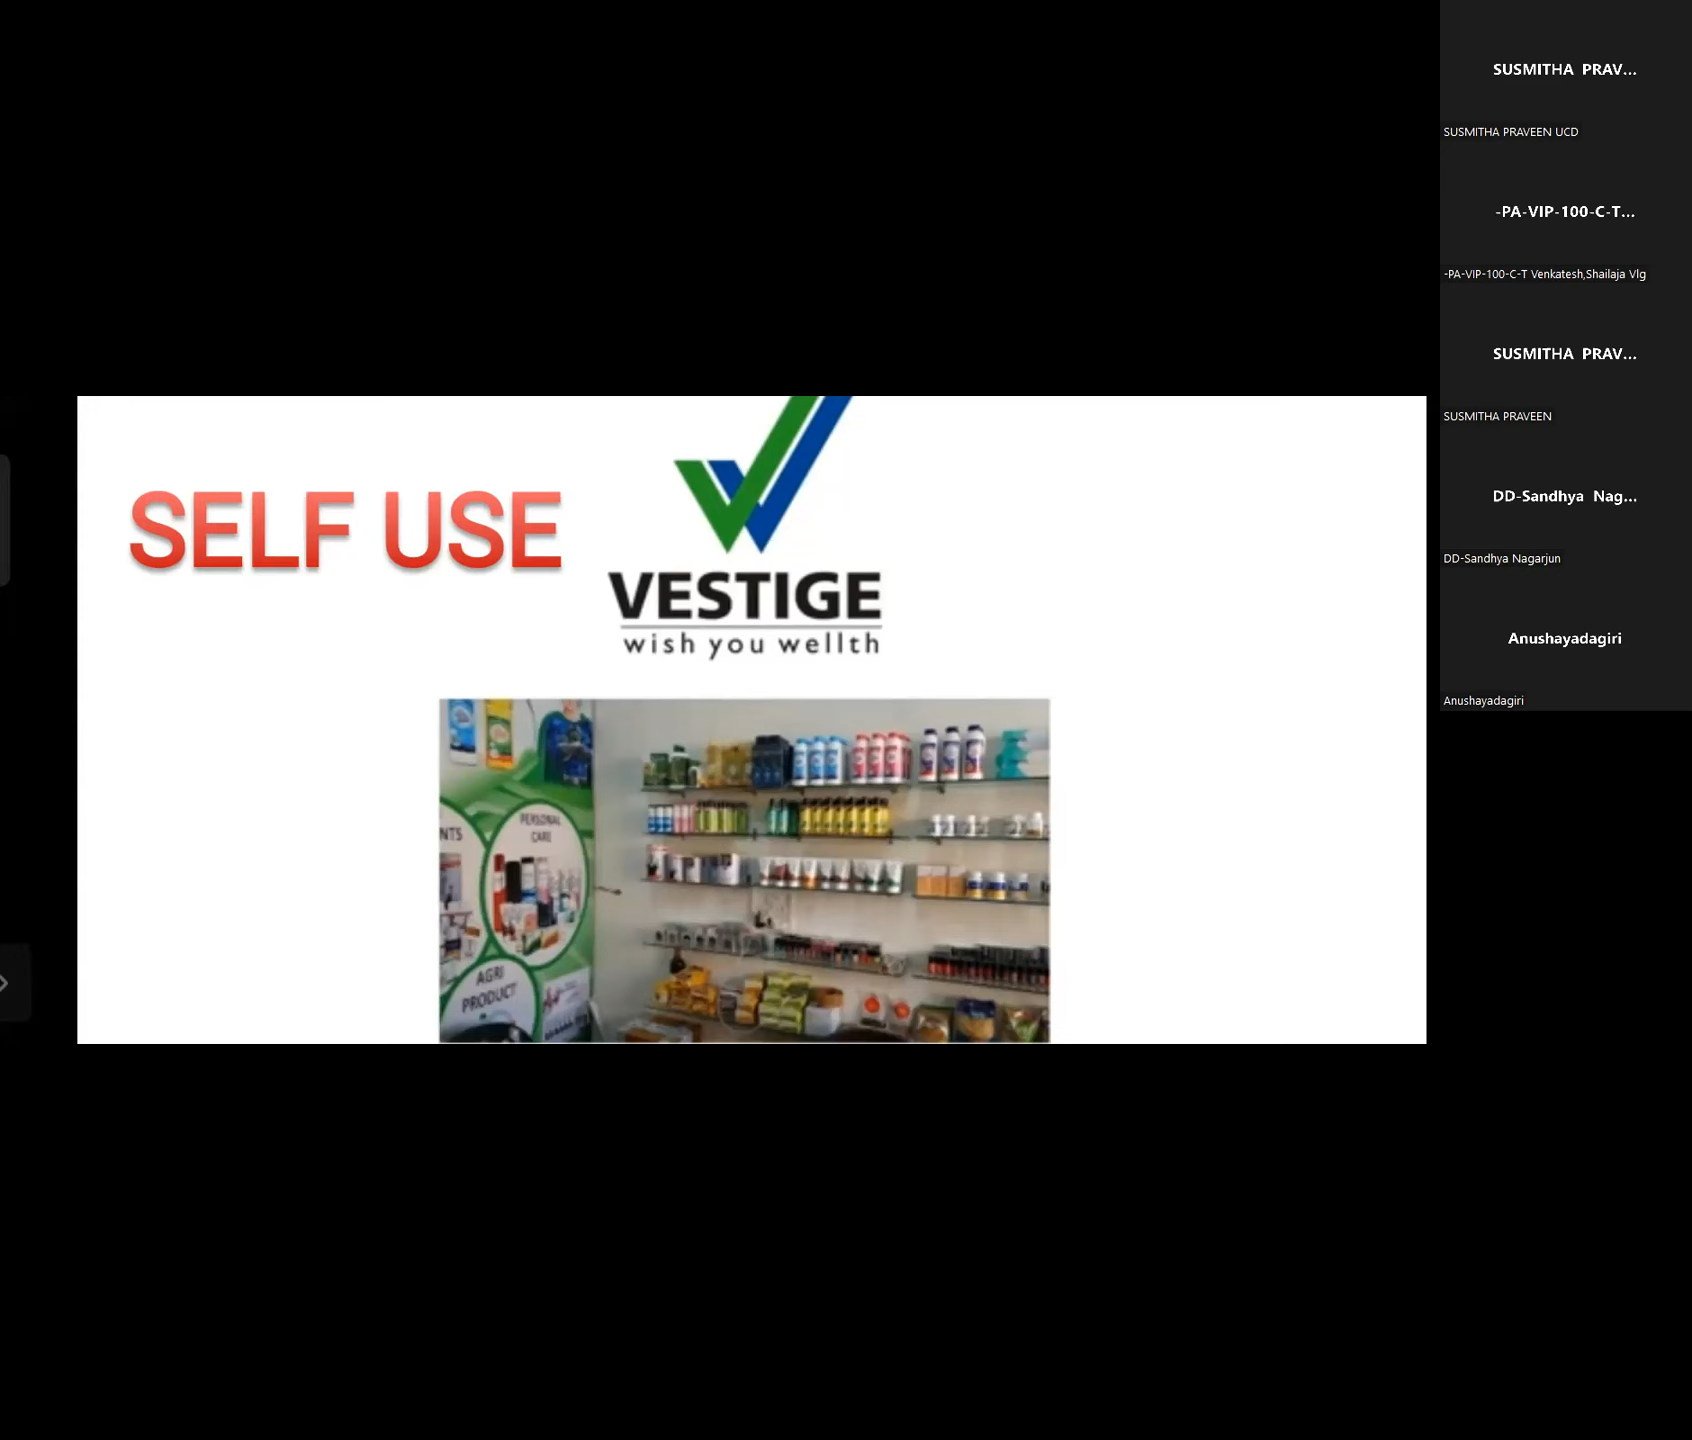 SELF USE
VESTIGE
wish you wellth
NTS
PERSONAL
CARE
AGRI
PRODUCT
SUSMITHA PRAV...
SUSMITHA PRAVEEN UCD
-PA-VIP-100-C-T...
-PA-VIP-100-C-T Venkatesh,Shailaja Vlg
SUSMITHA PRAV...
SUSMITHA PRAVEEN
DD-Sandhya Nag...
DD-Sandhya Nagarjun
Anushayadagiri
Anushayadagiri